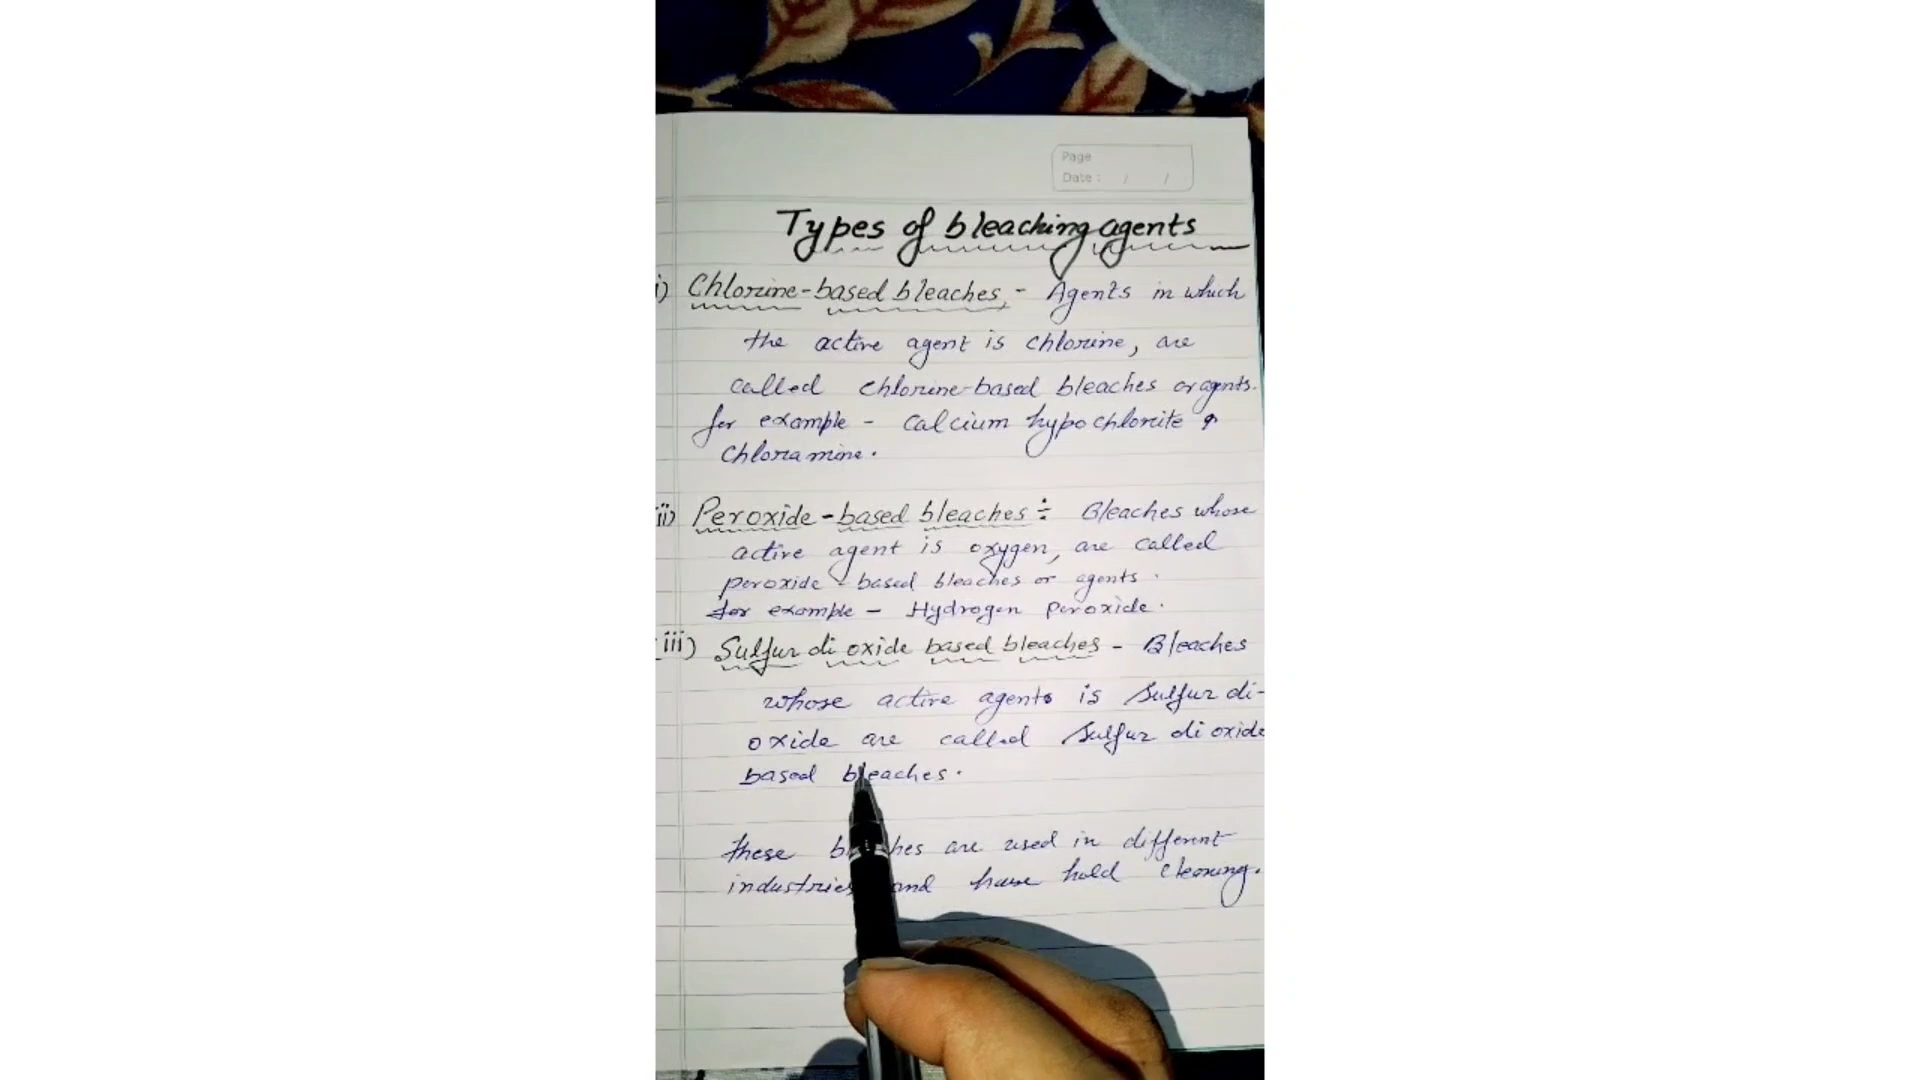 Page
Date : / /
Types of bleaching agents
i) Chlorine-based bleaches, - Agents in which
the active agent is chlorine, are
called chlorine-based bleaches or agents.
for example - Calcium hypochlorite &
Chloramine.
ii) Peroxide-based bleaches ÷ Bleaches whose
active agent is oxygen, are called
peroxide - based bleaches or agents.
for example - Hydrogen peroxide.
iii) Sulfur di oxide based bleaches - Bleaches
whose active agents is Sulfur di-
oxide are called Sulfur di oxide
based bleaches.
These are used in different
industries and house hold cleaning.